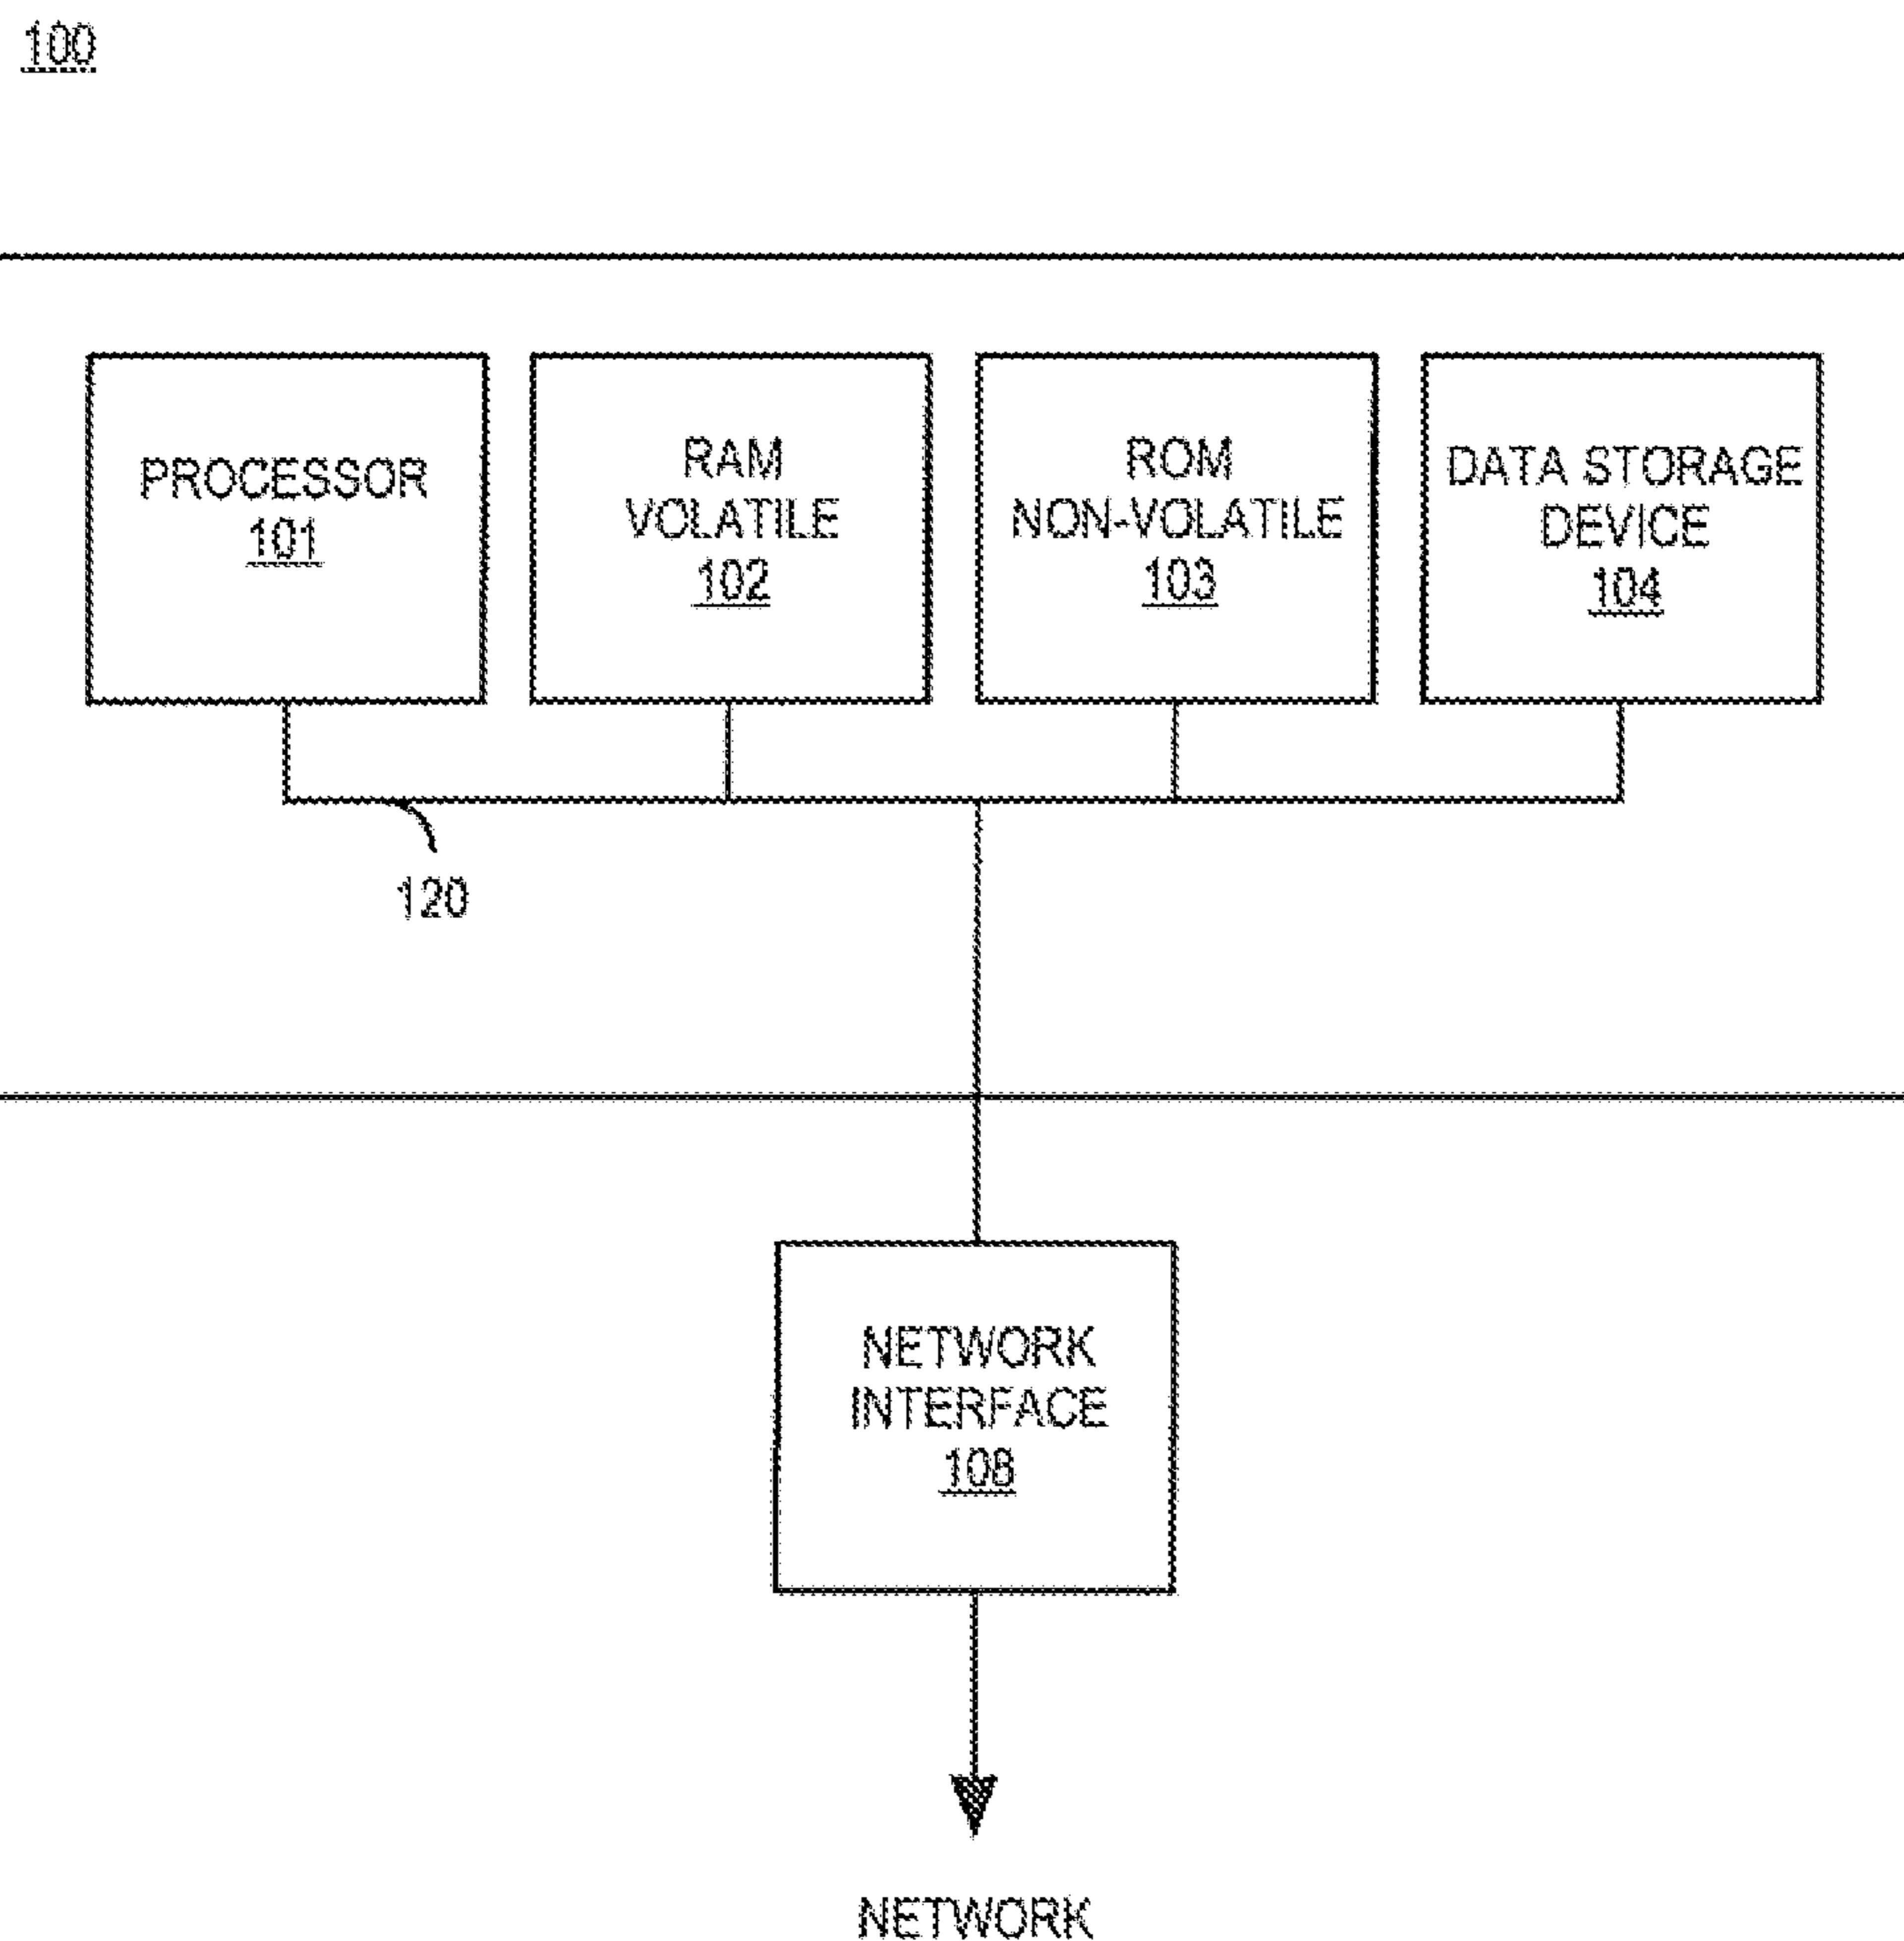 100
PROCESSOR
101
RAM
VOLATILE
102
ROM
NON-VOLATILE
103
DATA STORAGE
DEVICE
104
120
NETWORK
INTERFACE
108
NETWORK